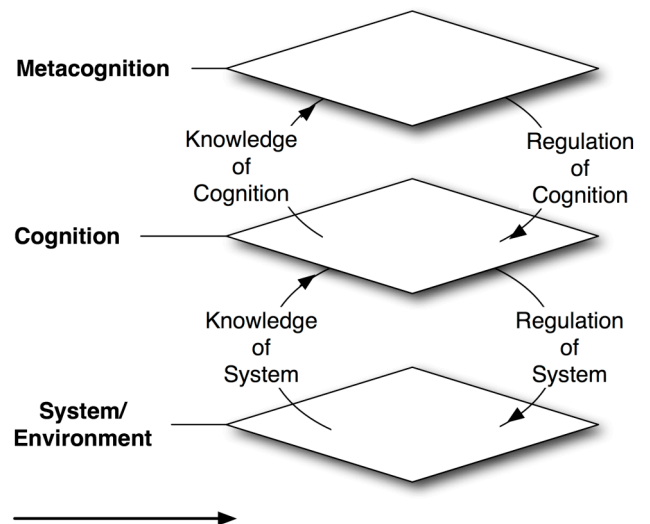 Metacognition
Knowledge
of
Cognition
Regulation
of
Cognition
Cognition
Knowledge
of
System
Regulation
of
System
System/
Environment